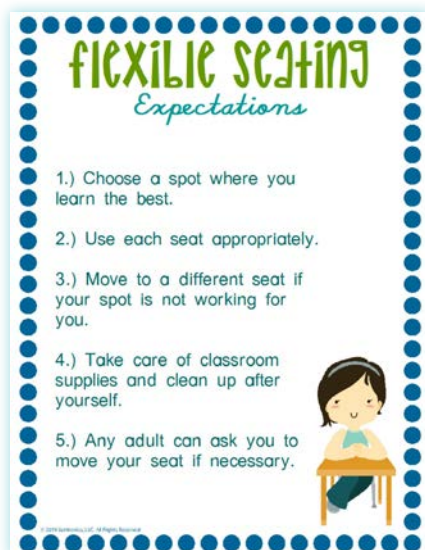 flexible seating
Expectations
1.) Choose a spot where you
learn the best.
2.) Use each seat appropriately.
3.) Move to a different seat if
your spot is not working for
you.
4.) Take care of classroom
supplies and clean up after
yourself.
5.) Any adult can ask you to
move your seat if necessary.